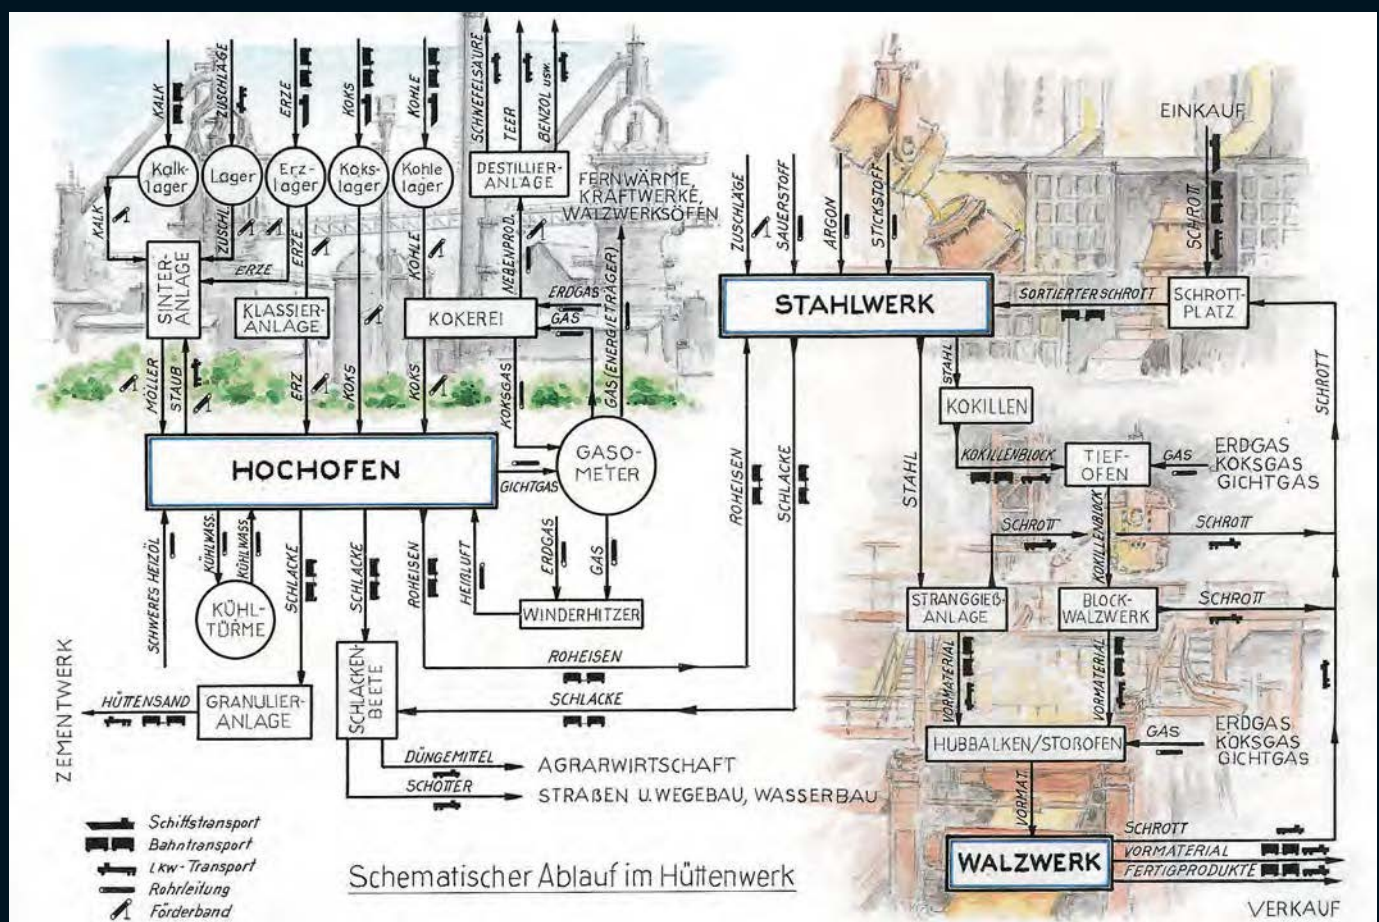 KALK
ZUSCHLÄGE
ERZE
KOKS
KOHLE
SCHWEFELSÄURE
TEER
BENZOL usw.
EINKAUF
Kalk-
lager
Lager
Erz-
lager
Koks-
lager
Kohle
lager
DESTILLIER-
ANLAGE
FERNWÄRME,
KRAFTWERKE,
WALZWERKSÖFEN
ZUSCHLÄGE
SAUERSTOFF
ARGON
STICKSTOFF
SCHROTT
KALK
ZUSCHL.
ERZE
ERZE
KOHLE
NEBENPROD.
ERDGAS
GAS
GAS (ENERGIETRÄGER)
SINTER-
ANLAGE
KLASSIER-
ANLAGE
KOKEREI
STAHLWERK
SORTIERTER SCHROTT
SCHROTT-
PLATZ
MÖLLER
STAUB
ERZ
KOKS
KOKS
KOKSGAS
STAHL
KOKILLEN
SCHROTT
HOCHOFEN
GICHTGAS
GASO-
METER
ROHEISEN
SCHLACKE
STAHL
KOKILLENBLOCK
TIEF-
OFEN
GAS
ERDGAS
KOKSGAS
GICHTGAS
SCHWERES HEIZÖL
KÜHLWASS.
KÜHLWASS.
SCHLACKE
SCHLACKE
ROHEISEN
HEIßLUFT
ERDGAS
GAS
SCHROTT
KOKILLENBLOCK
SCHROTT
KÜHL-
TÜRME
WINDERHITZER
STRANGGIEß-
ANLAGE
BLOCK-
WALZWERK
SCHROTT
ROHEISEN
SCHLACKEN-
BEETE
SCHLACKE
VORMATERIAL
VORMATERIAL
ZEMENTWERK
HÜTTENSAND
GRANULIER-
ANLAGE
HUBBALKEN/STOßOFEN
GAS
ERDGAS
KOKSGAS
GICHTGAS
DÜNGEMITTEL
AGRARWIRTSCHAFT
SCHOTTER
STRAßEN U. WEGEBAU, WASSERBAU
VORMAT.
Schiffstransport
Bahntransport
Lkw-Transport
Rohrleitung
Förderband
Schematischer Ablauf im Hüttenwerk
WALZWERK
SCHROTT
VORMATERIAL
FERTIGPRODUKTE
VERKAUF